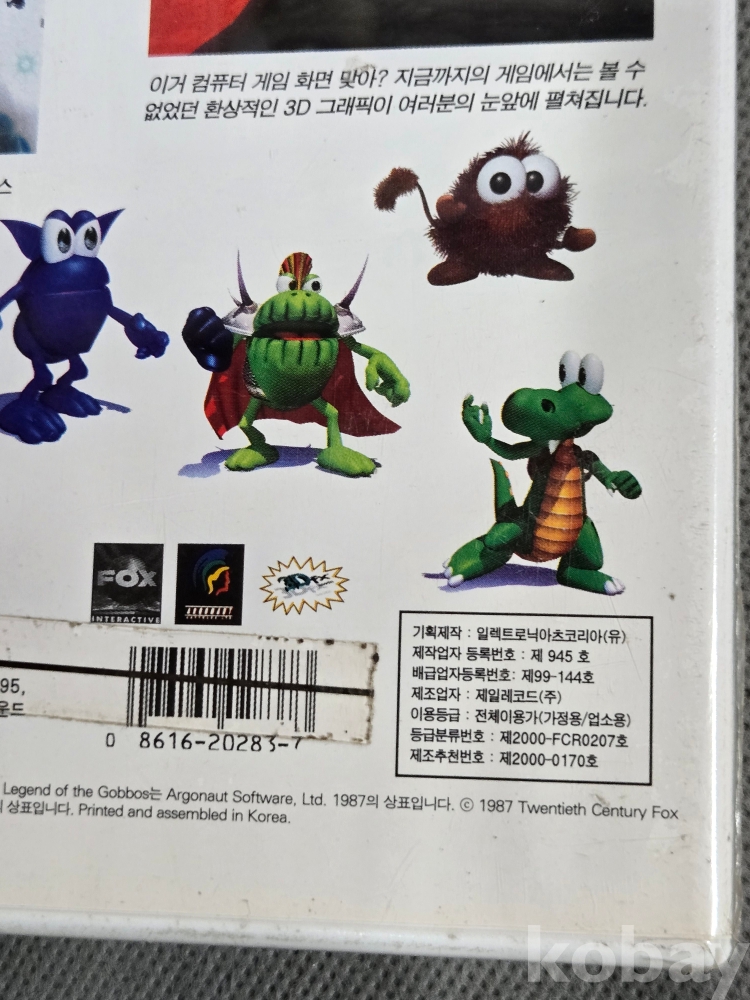 이거 컴퓨터 게임 화면 맞아? 지금까지의 게임에서는 볼 수
없었던 환상적인 3D 그래픽이 여러분의 눈앞에 펼쳐집니다.
스
FOX
INTERACTIVE
ARGONAUT
SOFTWARE LTD.
3Dfx
기획제작 : 일렉트로닉아츠코리아(유)
제작업자 등록번호 : 제 945 호
배급업자등록번호: 제99-144호
제조업자 : 제일레코드(주)
이용등급 : 전체이용가(가정용/업소용)
등급분류번호 : 제2000-FCR0207호
제조추천번호 : 제2000-0170호
95,
운드
0 8616-20283-7
Legend of the Gobbos는 Argonaut Software, Ltd. 1987의 상표입니다. © 1987 Twentieth Century Fox
의 상표입니다. Printed and assembled in Korea.
kobay